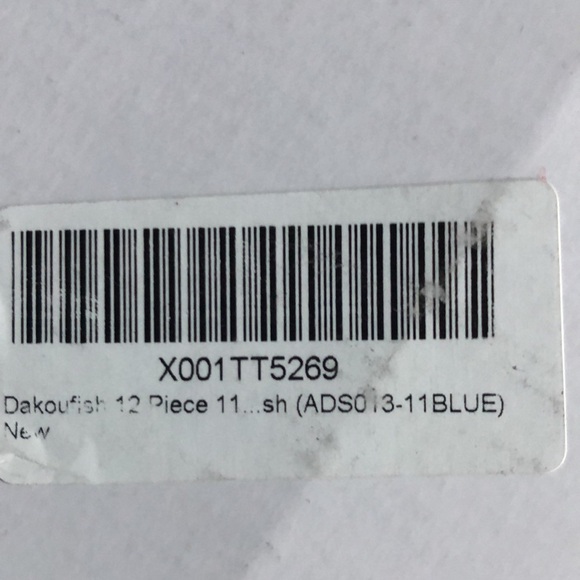 X001TT5269
Dakoufish 12 Piece 11...sh (ADS013-11BLUE)
New